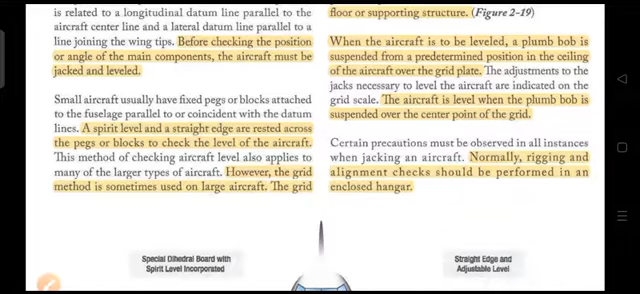 is related to a longitudinal datum line parallel to the
aircraft center line and a lateral datum line parallel to a
line joining the wing tips. Before checking the position
or angle of the main components, the aircraft must be
jacked and leveled.
Small aircraft usually have fixed pegs or blocks attached
to the fuselage parallel to or coincident with the datum
lines. A spirit level and a straight edge are rested across
the pegs or blocks to check the level of the aircraft.
This method of checking aircraft level also applies to
many of the larger types of aircraft. However, the grid
method is sometimes used on large aircraft. The grid
floor or supporting structure. (Figure 2-19)
When the aircraft is to be leveled, a plumb bob is
suspended from a predetermined position in the ceiling
of the aircraft over the grid plate. The adjustments to the
jacks necessary to level the aircraft are indicated on the
grid scale. The aircraft is level when the plumb bob is
suspended over the center point of the grid.
Certain precautions must be observed in all instances
when jacking an aircraft. Normally, rigging and
alignment checks should be performed in an
enclosed hangar.
Special Dihedral Board with
Spirit Level Incorporated
Straight Edge and
Adjustable Level